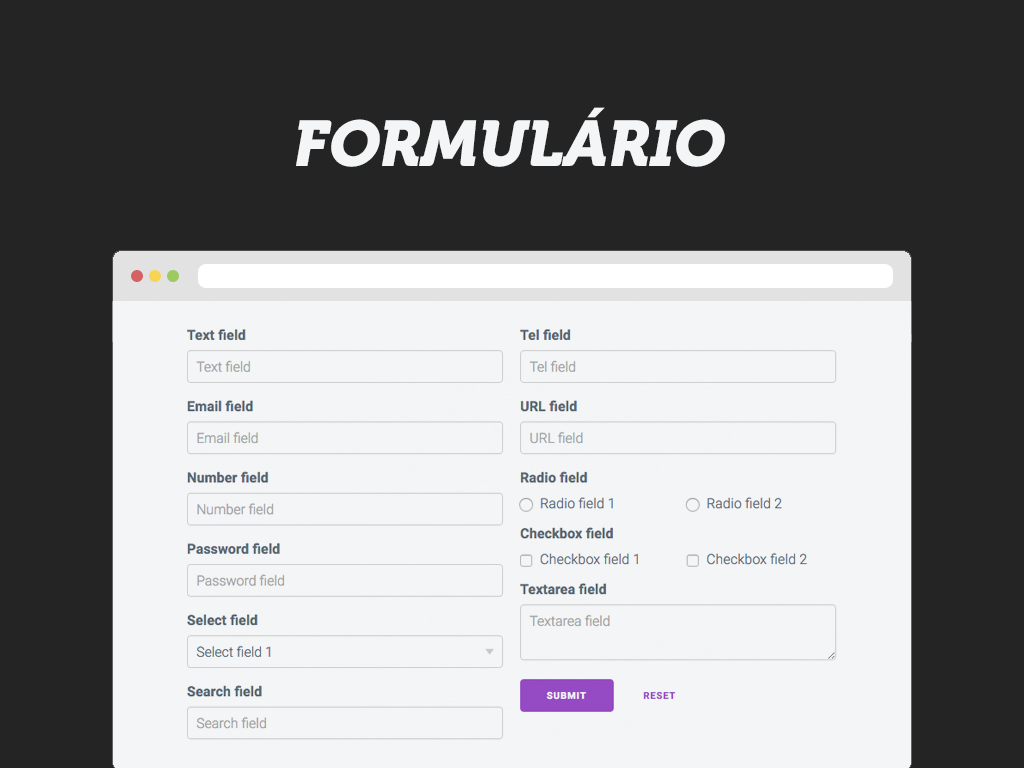 FORMULÁRIO
Text field
Text field
Email field
Email field
Number field
Number field
Password field
Password field
Select field
Select field 1
Search field
Search field
Tel field
Tel field
URL field
URL field
Radio field
Radio field 1 Radio field 2
Checkbox field
Checkbox field 1 Checkbox field 2
Textarea field
Textarea field
SUBMIT RESET